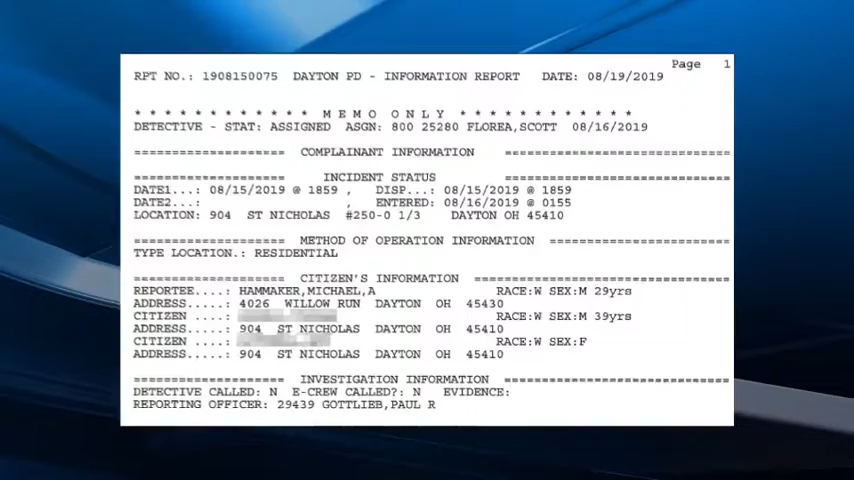 Page 1
RPT NO.: 1908150075 DAYTON PD - INFORMATION REPORT DATE: 08/19/2019
* * * * * * * * * * * * M E M O O N L Y * * * * * * * * * * * *
DETECTIVE - STAT: ASSIGNED ASGN: 800 25280 FLOREA,SCOTT 08/16/2019
==================== COMPLAINANT INFORMATION ==============================
==================== INCIDENT STATUS ==============================
DATE1...: 08/15/2019 @ 1859 , DISP...: 08/15/2019 @ 1859
DATE2...: , ENTERED: 08/16/2019 @ 0155
LOCATION: 904 ST NICHOLAS #250-0 1/3 DAYTON OH 45410
==================== METHOD OF OPERATION INFORMATION ========================
TYPE LOCATION.: RESIDENTIAL
==================== CITIZEN'S INFORMATION ==================================
REPORTEE....: HAMMAKER,MICHAEL,A RACE:W SEX:M 29yrs
ADDRESS.....: 4026 WILLOW RUN DAYTON OH 45430
CITIZEN ....: RACE:W SEX:M 39yrs
ADDRESS.....: 904 ST NICHOLAS DAYTON OH 45410
CITIZEN ....: RACE:W SEX:F
ADDRESS.....: 904 ST NICHOLAS DAYTON OH 45410
==================== INVESTIGATION INFORMATION ==============================
DETECTIVE CALLED: N E-CREW CALLED?: N EVIDENCE:
REPORTING OFFICER: 29439 GOTTLIEB,PAUL R